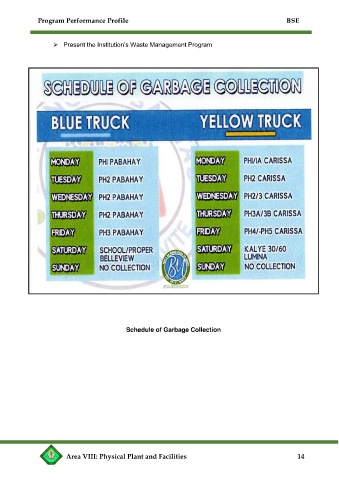 Program Performance Profile BSE
➢ Present the Institution's Waste Management Program
SCHEDULE OF GARBAGE COLLECTION
BLUE TRUCK YELLOW TRUCK
MONDAY PH1 PABAHAY MONDAY PH1/1A CARISSA
TUESDAY PH2 PABAHAY TUESDAY PH2 CARISSA
WEDNESDAY PH2 PABAHAY WEDNESDAY PH2/3 CARISSA
THURSDAY PH2 PABAHAY THURSDAY PH3A/3B CARISSA
FRIDAY PH3 PABAHAY FRIDAY PH4/-PH5 CARISSA
SATURDAY SCHOOL/PROPER SATURDAY KALYE 30/60
BELLEVIEW LUMINA
SUNDAY NO COLLECTION SUNDAY NO COLLECTION
Schedule of Garbage Collection
Area VIII: Physical Plant and Facilities 14